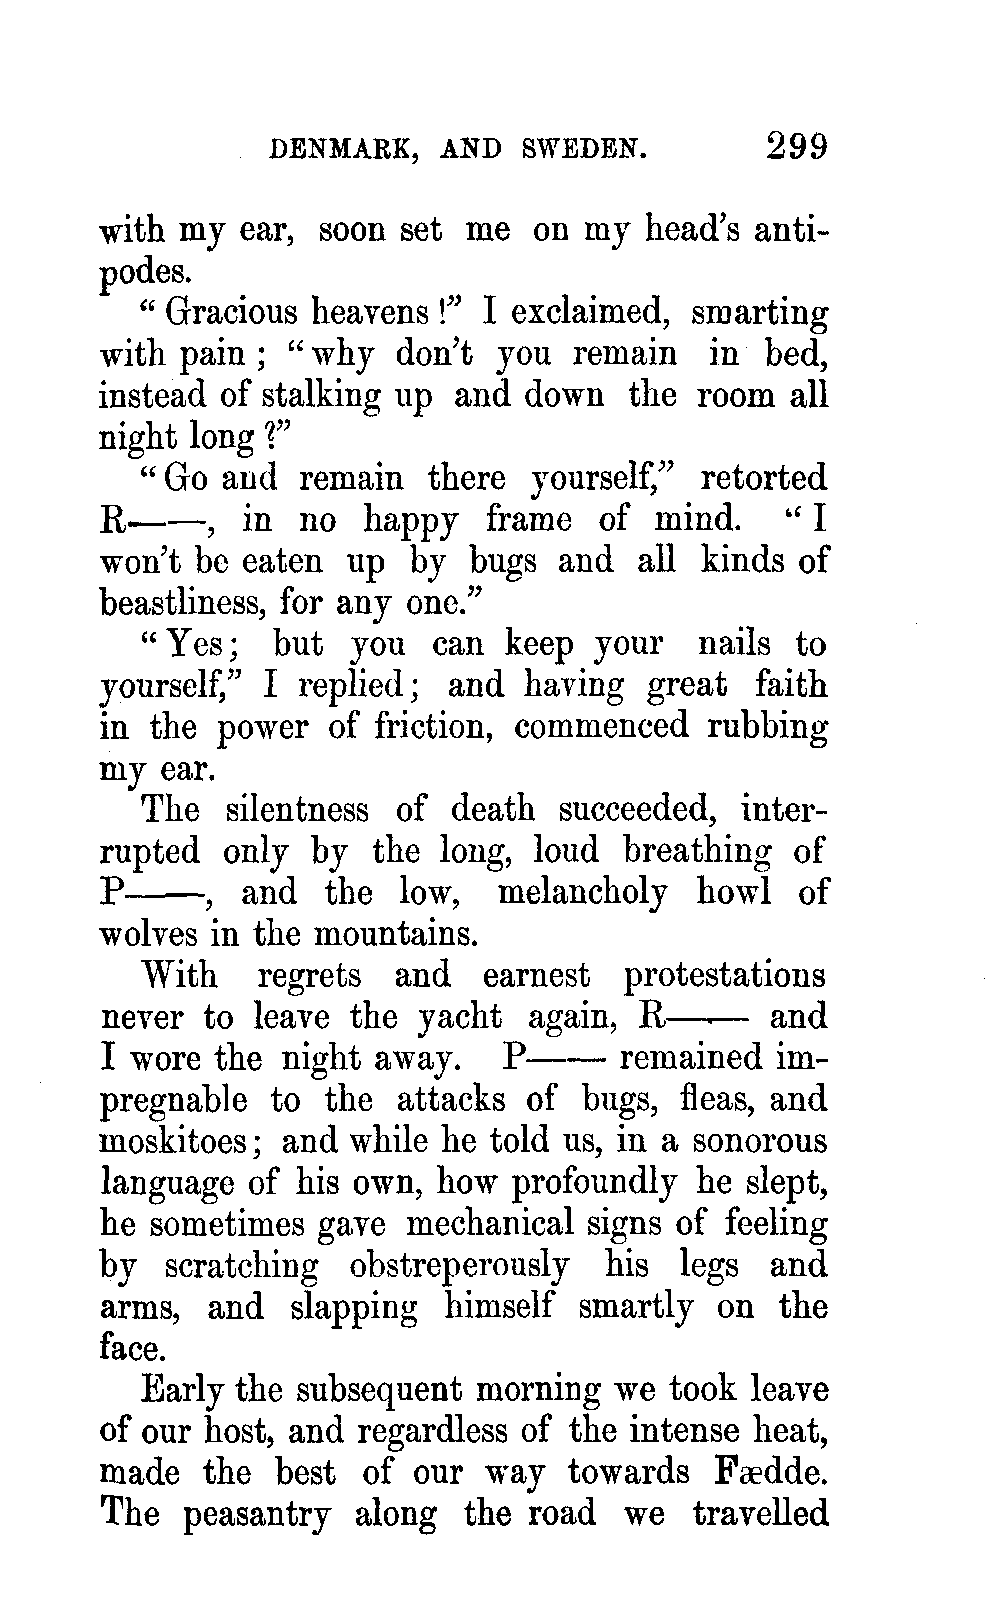 DENMARK, AND SWEDEN. 299
with my ear, soon set me on my head's anti-
podes.
“Gracious heavens!” I exclaimed, smarting
with pain; “why don't you remain in bed,
instead of stalking up and down the room all
night long?”
“Go and remain there yourself,” retorted
R——, in no happy frame of mind. “I
won't be eaten up by bugs and all kinds of
beastliness, for any one.”
“Yes; but you can keep your nails to
yourself,” I replied; and having great faith
in the power of friction, commenced rubbing
my ear.
The silentness of death succeeded, inter-
rupted only by the long, loud breathing of
P——, and the low, melancholy howl of
wolves in the mountains.
With regrets and earnest protestations
never to leave the yacht again, R—— and
I wore the night away. P—— remained im-
pregnable to the attacks of bugs, fleas, and
moskitoes; and while he told us, in a sonorous
language of his own, how profoundly he slept,
he sometimes gave mechanical signs of feeling
by scratching obstreperously his legs and
arms, and slapping himself smartly on the
face.
Early the subsequent morning we took leave
of our host, and regardless of the intense heat,
made the best of our way towards Fædde.
The peasantry along the road we travelled